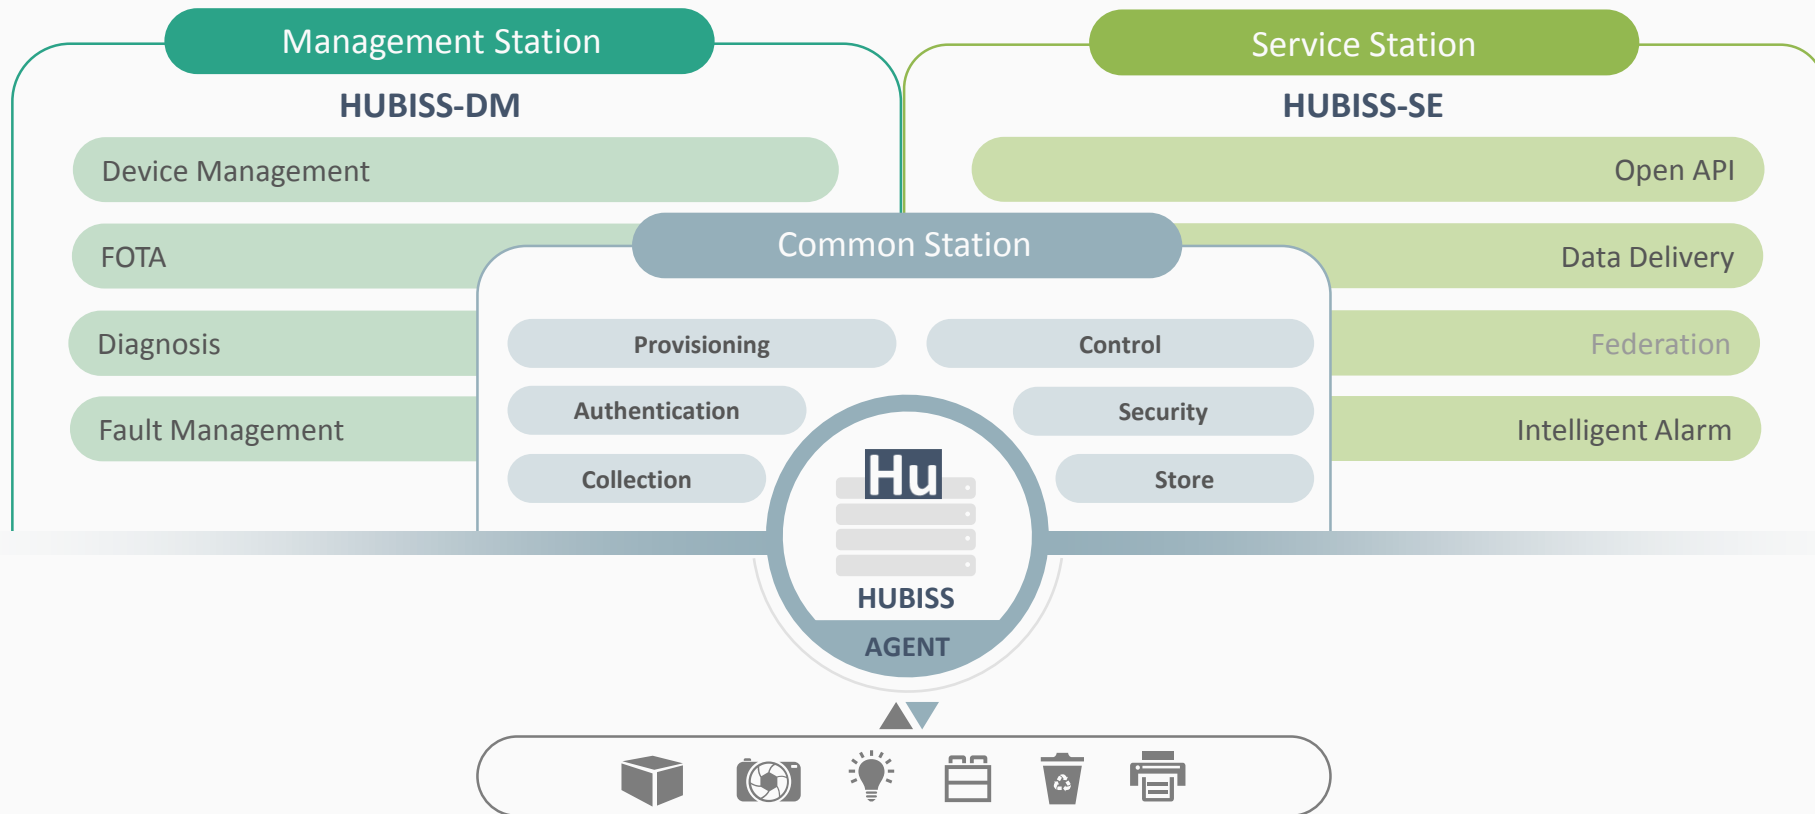 Management Station
HUBISS-DM
Device Management
FOTA
Diagnosis
Fault Management
Service Station
HUBISS-SE
Open API
Data Delivery
Federation
Intelligent Alarm
Common Station
Provisioning
Control
Authentication
Security
Collection
Store
Hu
HUBISS
AGENT